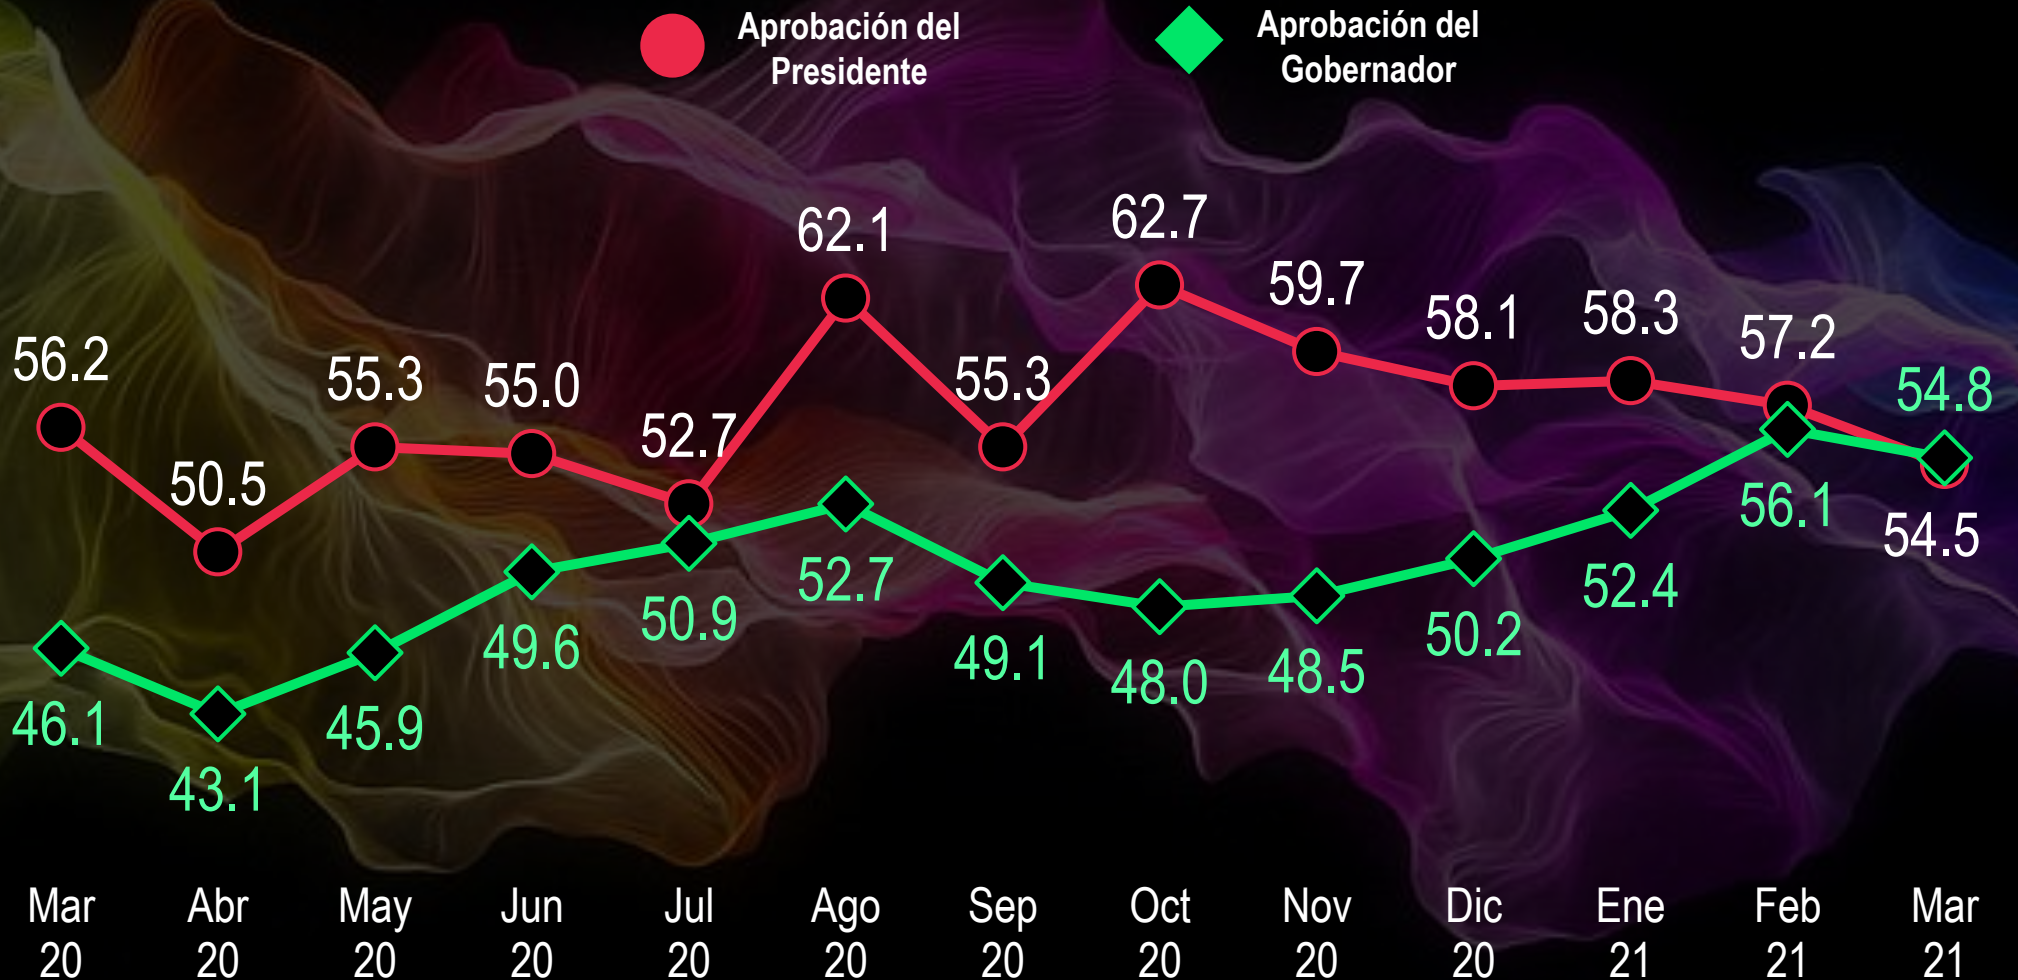 Aprobación del
Presidente
Aprobación del
Gobernador
56.2
50.5
55.3
55.0
52.7
62.1
55.3
62.7
59.7
58.1
58.3
57.2
54.5
46.1
43.1
45.9
49.6
50.9
52.7
49.1
48.0
48.5
50.2
52.4
56.1
54.8
Mar
20
Abr
20
May
20
Jun
20
Jul
20
Ago
20
Sep
20
Oct
20
Nov
20
Dic
20
Ene
21
Feb
21
Mar
21